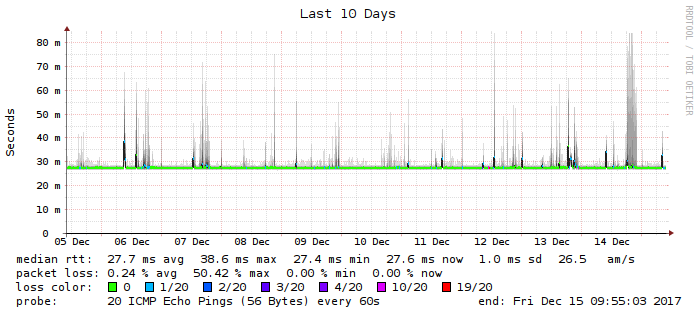 Last 10 Days
RRDTOOL / TOBI OETIKER
Seconds
80 m
70 m
60 m
50 m
40 m
30 m
20 m
10 m
0
05 Dec 06 Dec 07 Dec 08 Dec 09 Dec 10 Dec 11 Dec 12 Dec 13 Dec 14 Dec
median rtt: 27.7 ms avg 38.6 ms max 27.4 ms min 27.6 ms now 1.0 ms sd 26.5 am/s
packet loss: 0.24 % avg 50.42 % max 0.00 % min 0.00 % now
loss color: 0 1/20 2/20 3/20 4/20 10/20 19/20
probe: 20 ICMP Echo Pings (56 Bytes) every 60s end: Fri Dec 15 09:55:03 2017